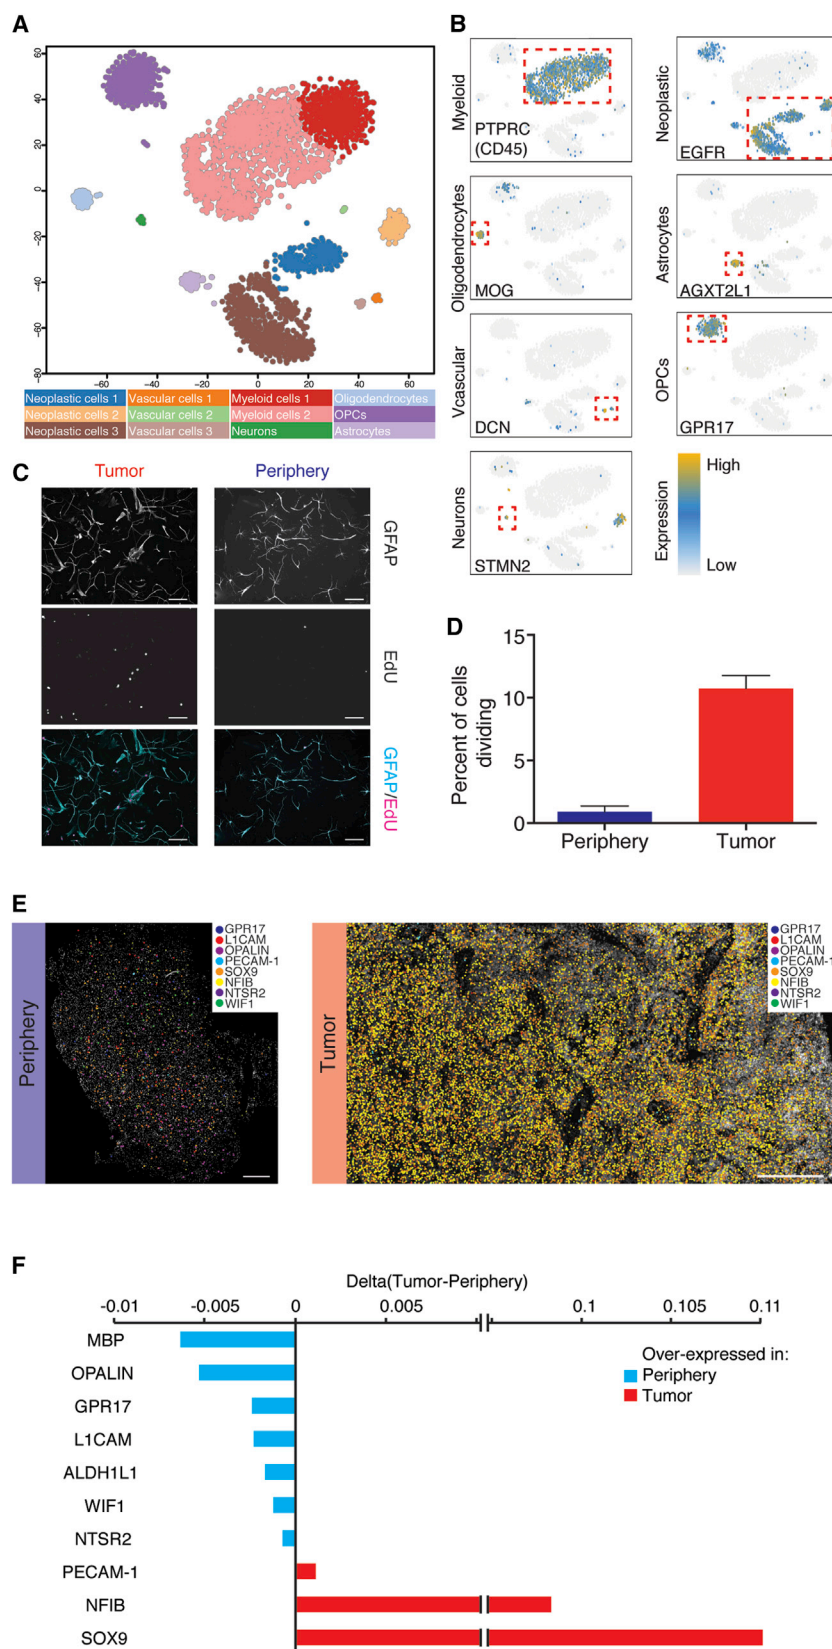 A
60
40
20
0
-20
-40
-60
-80
-60
-40
-20
0
20
40
60
Neoplastic cells 1
Vascular cells 1
Myeloid cells 1
Oligodendrocytes
Neoplastic cells 2
Vascular cells 2
Myeloid cells 2
OPCs
Neoplastic cells 3
Vascular cells 3
Neurons
Astrocytes
B
Myeloid
PTPRC
(CD45)
Neoplastic
EGFR
Oligodendrocytes
MOG
Astrocytes
AGXT2L1
Vcascular
DCN
OPCs
GPR17
Neurons
STMN2
Expression
High
Low
C
Tumor
Periphery
GFAP
EdU
GFAP/EdU
D
Percent of cells
dividing
15
10
5
0
Periphery
Tumor
E
Periphery
GPR17
L1CAM
OPALIN
PECAM-1
SOX9
NFIB
NTSR2
WIF1
Tumor
GPR17
L1CAM
OPALIN
PECAM-1
SOX9
NFIB
NTSR2
WIF1
F
Delta(Tumor-Periphery)
-0.01
-0.005
0
0.005
0.1
0.105
0.11
MBP
OPALIN
GPR17
L1CAM
ALDH1L1
WIF1
NTSR2
PECAM-1
NFIB
SOX9
Over-expressed in:
Periphery
Tumor